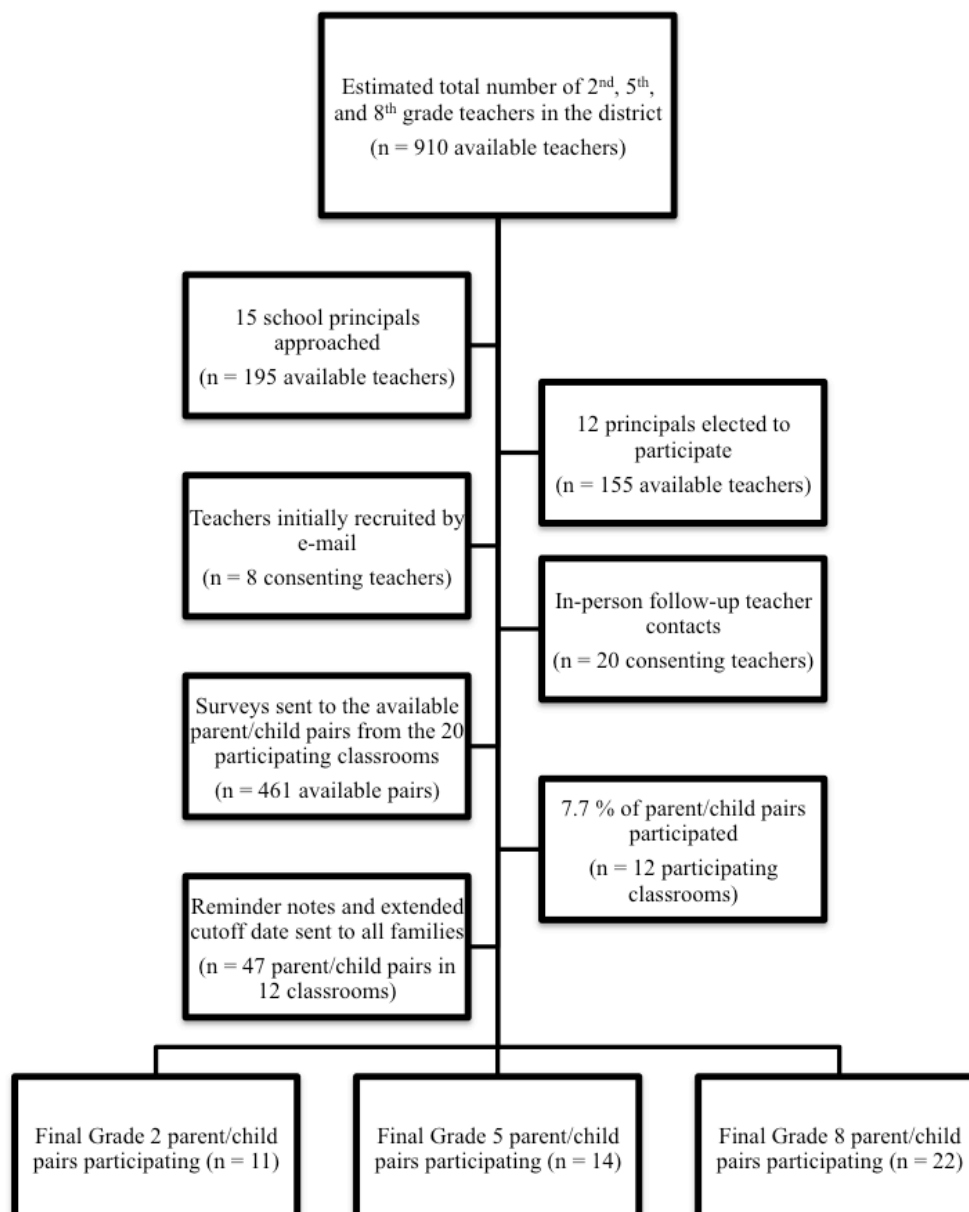 Estimated total number of 2nd, 5th,
and 8th grade teachers in the district
(n = 910 available teachers)
15 school principals
approached
(n = 195 available teachers)
12 principals elected to
participate
(n = 155 available teachers)
Teachers initially recruited by
e-mail
(n = 8 consenting teachers)
In-person follow-up teacher
contacts
(n = 20 consenting teachers)
Surveys sent to the available
parent/child pairs from the 20
participating classrooms
(n = 461 available pairs)
7.7 % of parent/child pairs
participated
(n = 12 participating
classrooms)
Reminder notes and extended
cutoff date sent to all families
(n = 47 parent/child pairs in
12 classrooms)
Final Grade 2 parent/child
pairs participating (n = 11)
Final Grade 5 parent/child
pairs participating (n = 14)
Final Grade 8 parent/child
pairs participating (n = 22)